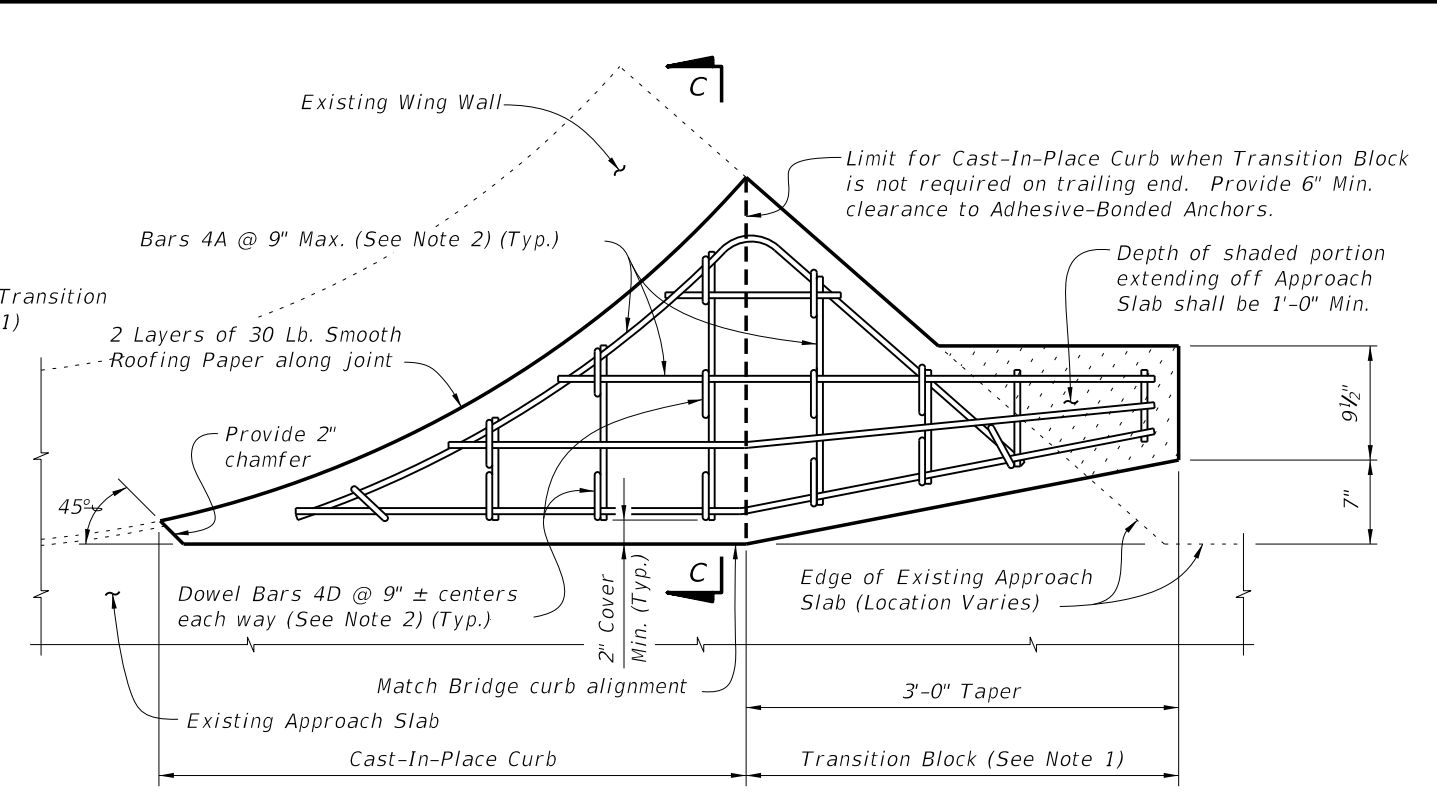 C
Existing Wing Wall
Limit for Cast-In-Place Curb when Transition Block
is not required on trailing end. Provide 6" Min.
clearance to Adhesive-Bonded Anchors.
Bars 4A @ 9" Max. (See Note 2) (Typ.)
Depth of shaded portion
extending off Approach
Slab shall be 1'-0" Min.
Transition
1)
2 Layers of 30 Lb. Smooth
Roofing Paper along joint
9½"
Provide 2"
chamfer
45°
7"
C
Edge of Existing Approach
Slab (Location Varies)
Dowel Bars 4D @ 9" ± centers
each way (See Note 2) (Typ.)
2" Cover
Min. (Typ.)
Match Bridge curb alignment
3'-0" Taper
Existing Approach Slab
Cast-In-Place Curb
Transition Block (See Note 1)